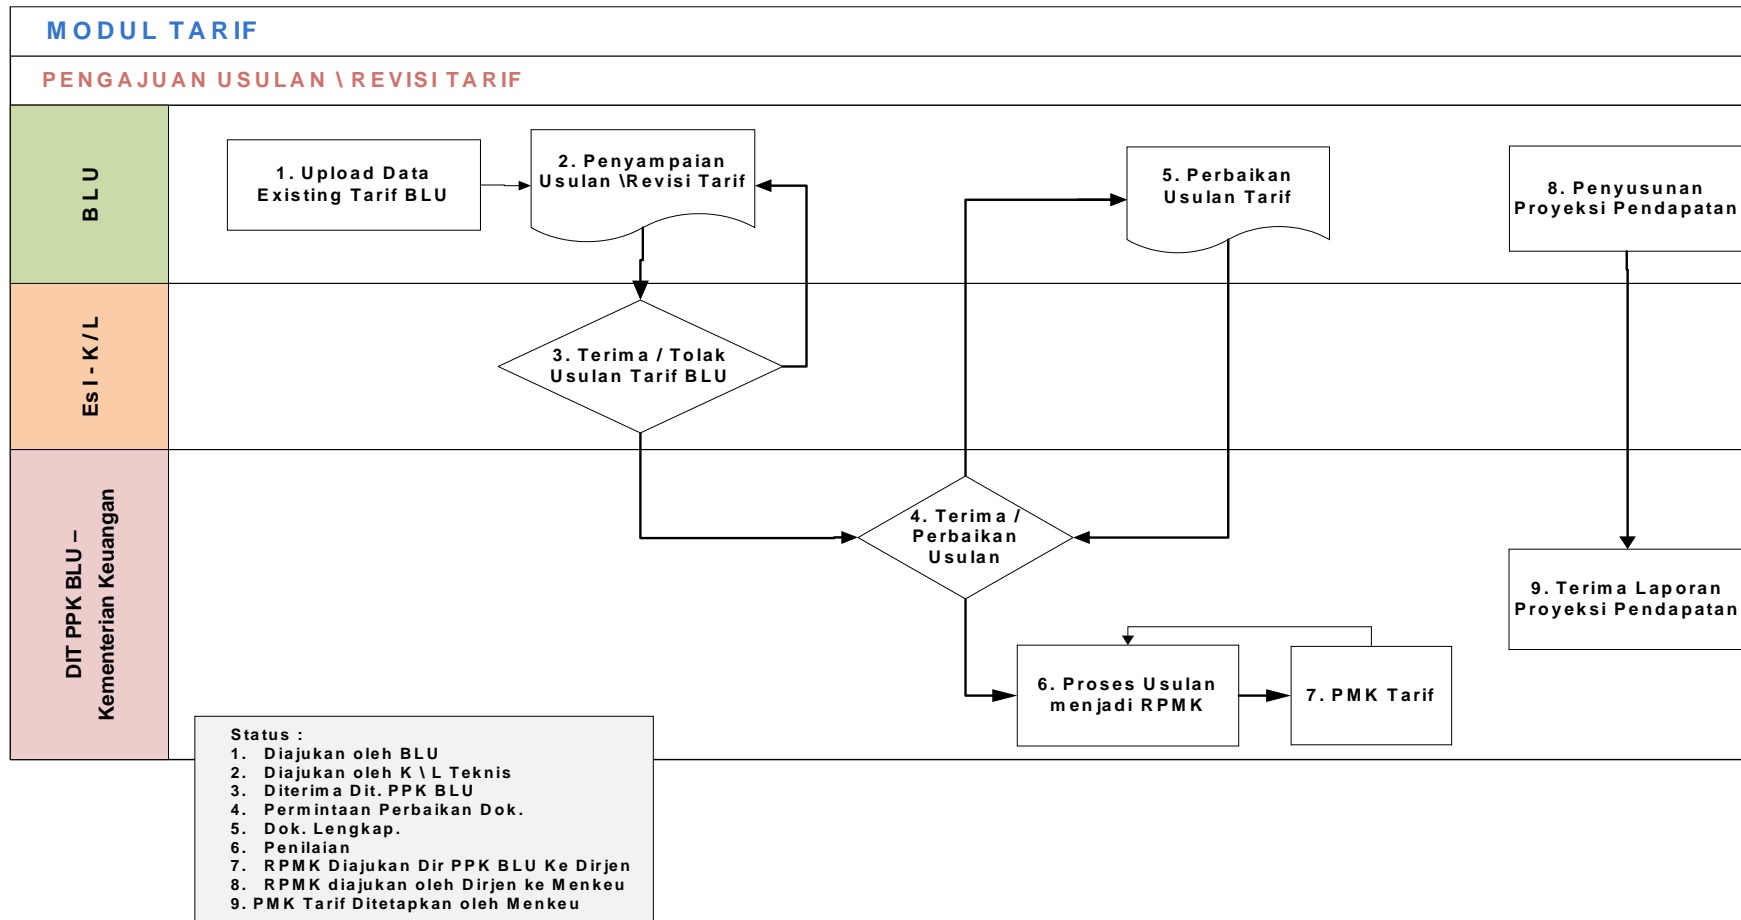 MODUL TARIF
PENGAJUAN USULAN \ REVISI TARIF
BLU
1. Upload Data
Existing Tarif BLU
2. Penyampaian
Usulan \Revisi Tarif
5. Perbaikan
Usulan Tarif
8. Penyusunan
Proyeksi Pendapatan
Es I - K / L
3. Terima / Tolak
Usulan Tarif BLU
DIT PPK BLU –
Kementerian Keuangan
4. Terima /
Perbaikan
Usulan
9. Terima Laporan
Proyeksi Pendapatan
6. Proses Usulan
menjadi RPMK
7. PMK Tarif
Status :
1. Diajukan oleh BLU
2. Diajukan oleh K \ L Teknis
3. Diterima Dit. PPK BLU
4. Permintaan Perbaikan Dok.
5. Dok. Lengkap.
6. Penilaian
7. RPMK Diajukan Dir PPK BLU Ke Dirjen
8. RPMK diajukan oleh Dirjen ke Menkeu
9. PMK Tarif Ditetapkan oleh Menkeu